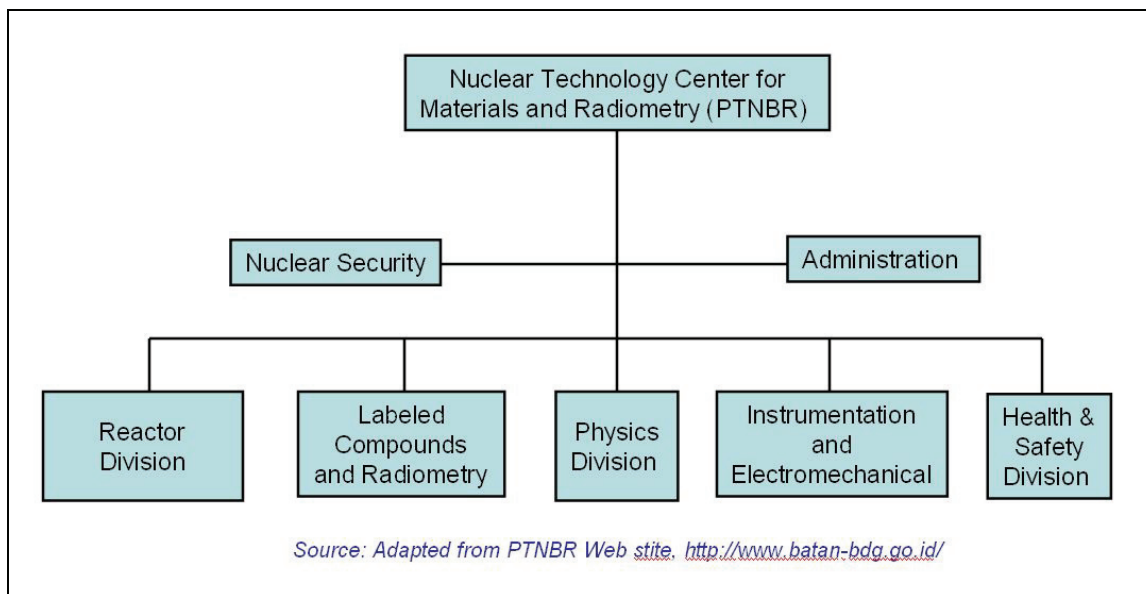 Nuclear Technology Center for
Materials and Radiometry (PTNBR)
Nuclear Security
Administration
Reactor
Division
Labeled
Compounds
and Radiometry
Physics
Division
Instrumentation
and
Electromechanical
Health &
Safety
Division
Source: Adapted from PTNBR Web stite, http://www.batan-bdg.go.id/